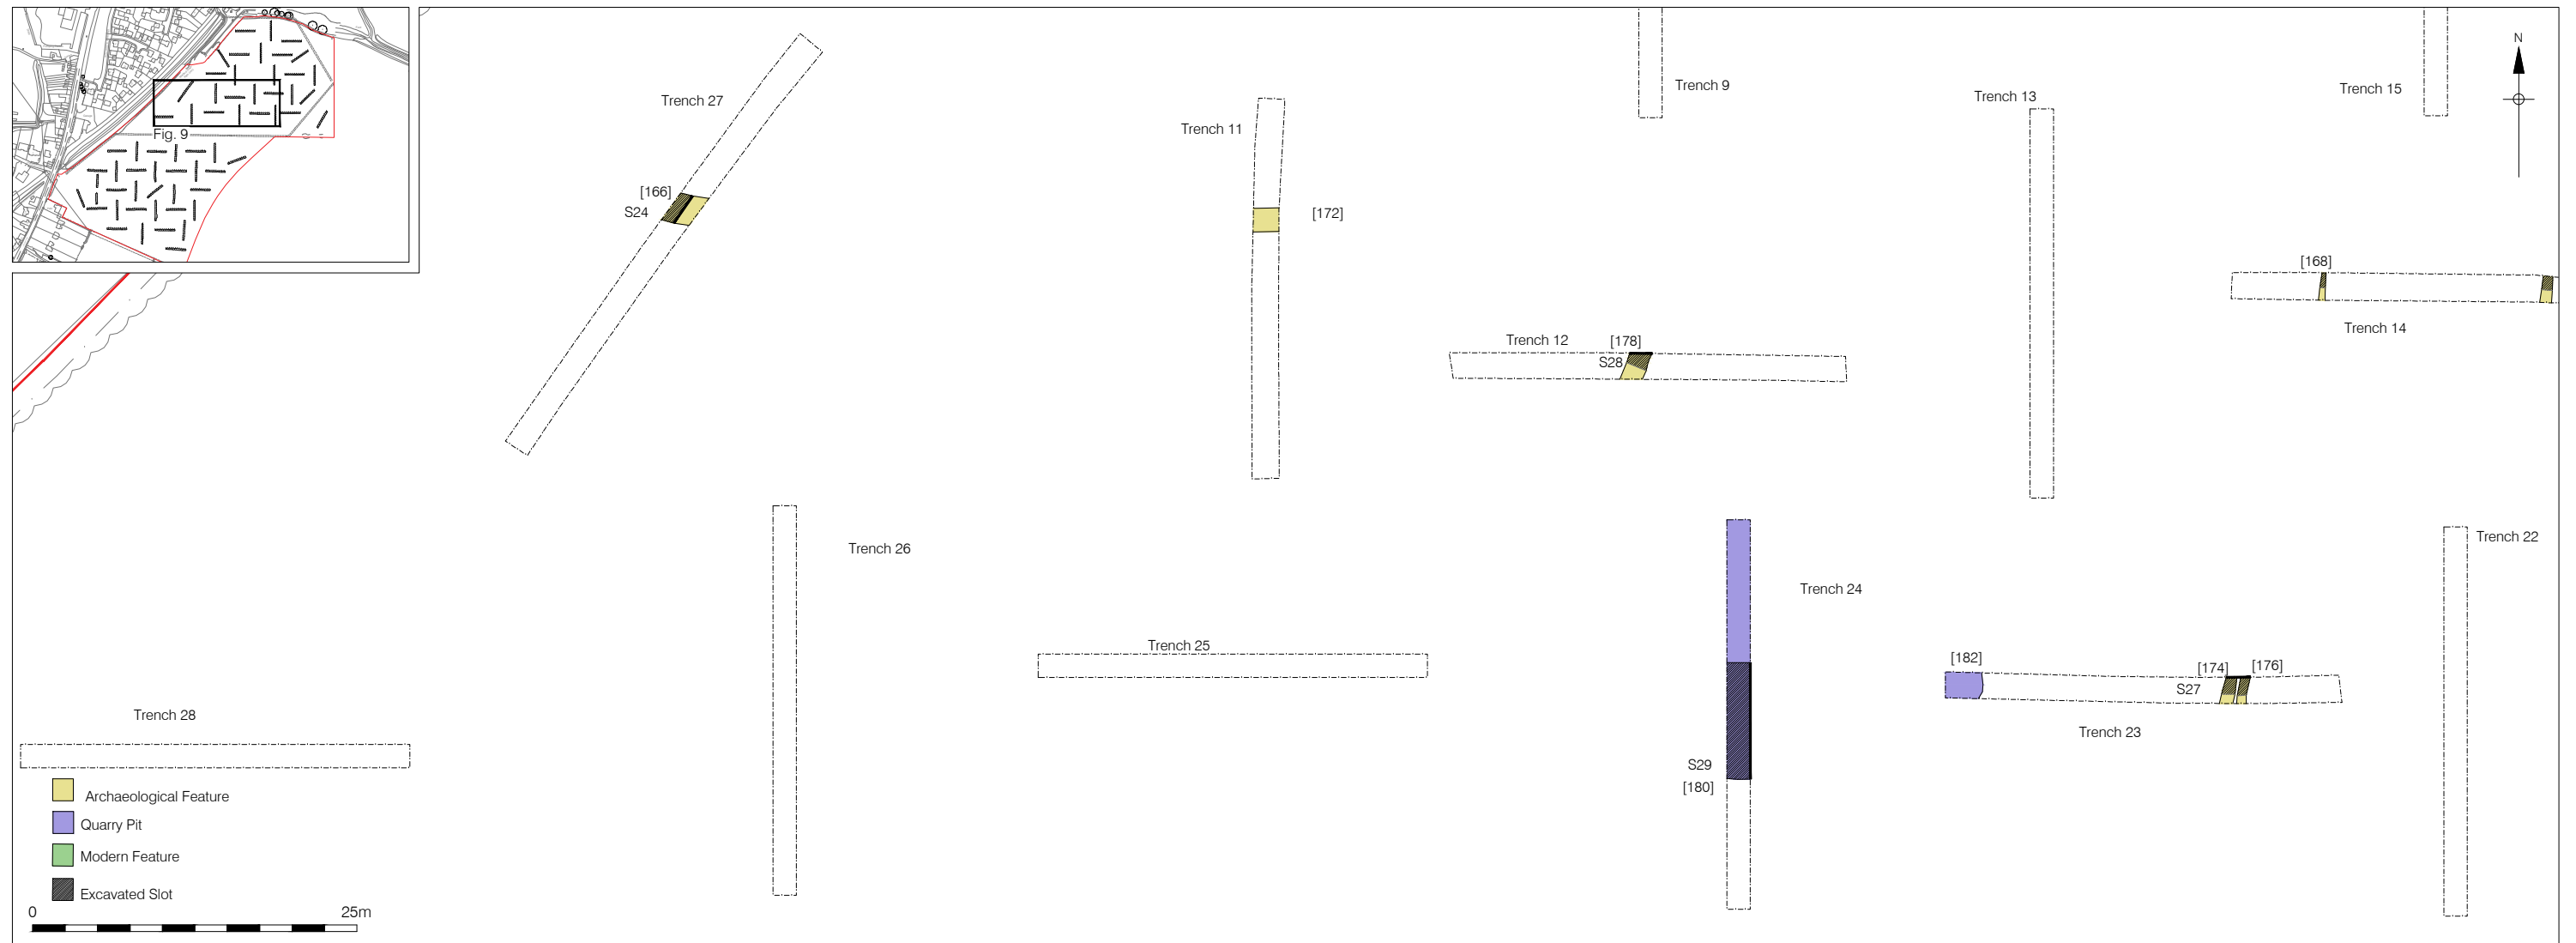 Fig. 9
Trench 27
[166]
S24
Trench 11
[172]
Trench 9
Trench 13
Trench 15
N
[168]
Trench 14
Trench 12
[178]
S28
Trench 26
Trench 25
Trench 24
S29
[180]
Trench 22
[182]
[174]
[176]
S27
Trench 23
Trench 28
Archaeological Feature
Quarry Pit
Modern Feature
Excavated Slot
0 25m